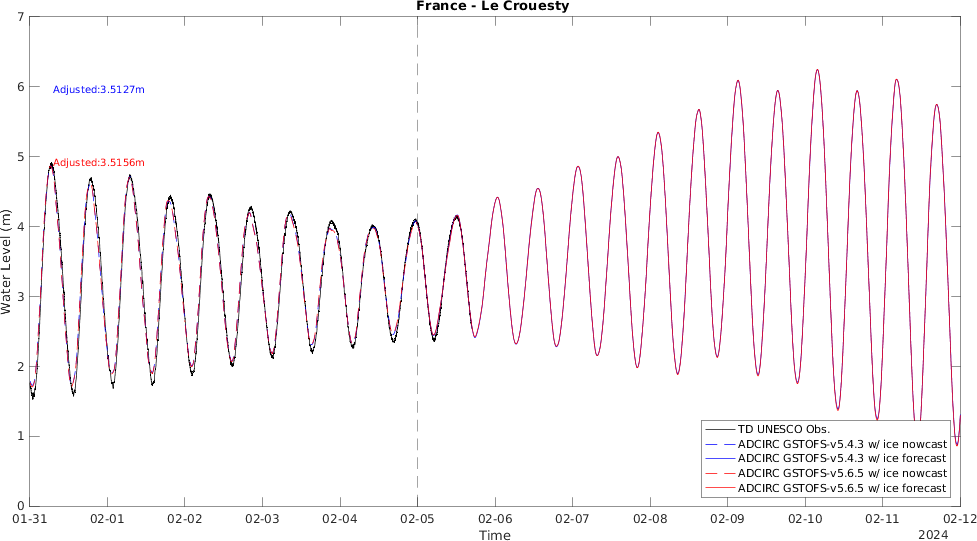 France - Le Crouesty
7
6
5
4
3
2
1
0
Water Level (m)
Adjusted:3.5127m
Adjusted:3.5156m
TD UNESCO Obs.
ADCIRC GSTOFS-v5.4.3 w/ ice nowcast
ADCIRC GSTOFS-v5.4.3 w/ ice forecast
ADCIRC GSTOFS-v5.6.5 w/ ice nowcast
ADCIRC GSTOFS-v5.6.5 w/ ice forecast
01-31 02-01 02-02 02-03 02-04 02-05 02-06 02-07 02-08 02-09 02-10 02-11 02-12
Time
2024